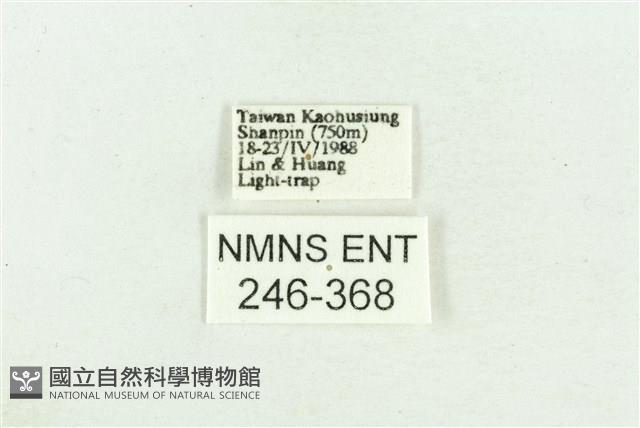 Taiwan Kaohusiung
Shanpin (750m)
18-23/IV/1988
Lin & Huang
Light-trap
NMNS ENT
246-368
國立自然科學博物館
NATIONAL MUSEUM OF NATURAL SCIENCE